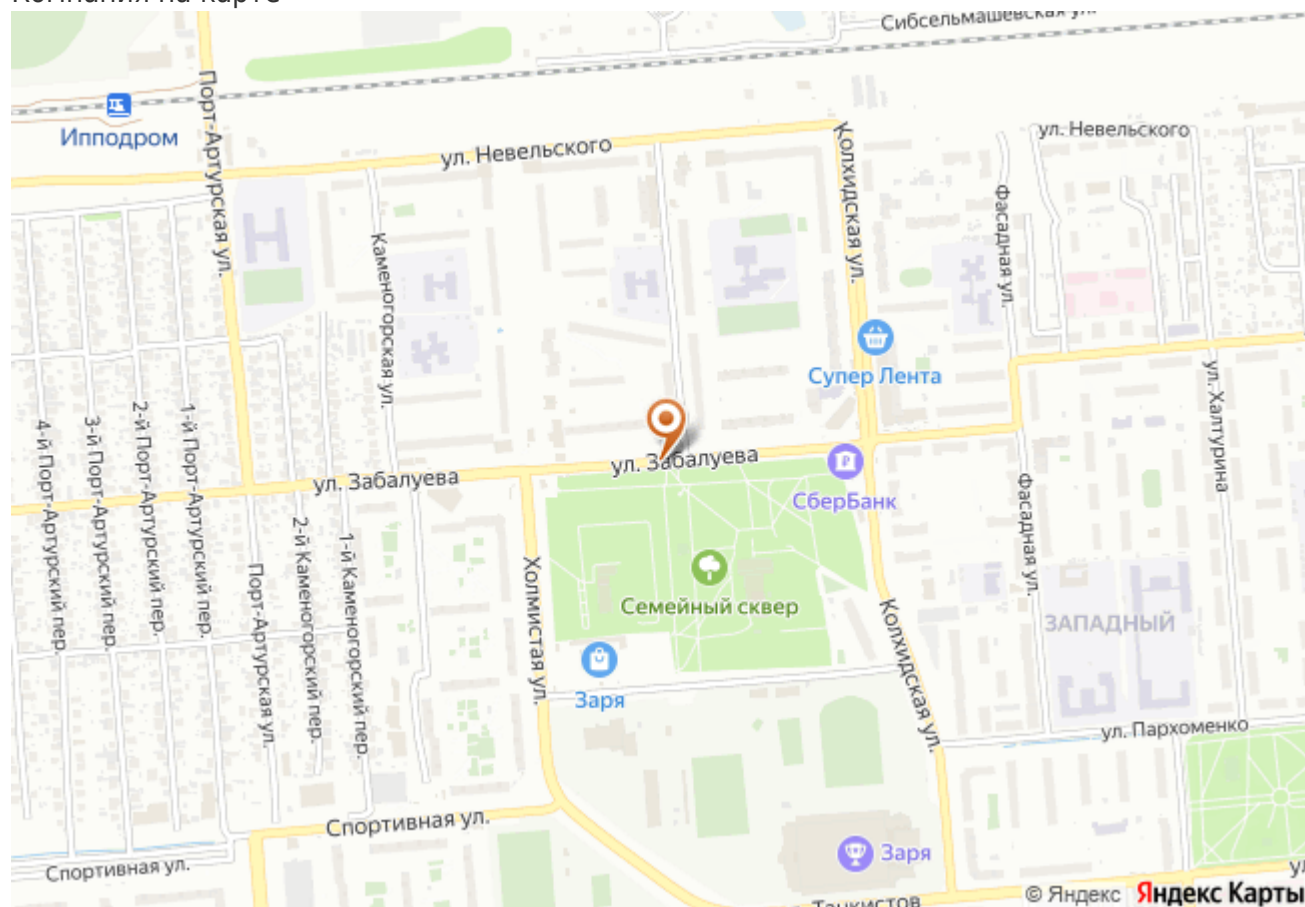 Сибсельмашевская ул.
Порт-Артурская ул.
Ипподром
ул. Невельского
Колхидская ул.
ул. Невельского
Фасадная ул.
Каменогорская ул.
Супер Лента
ул. Халтурина
4-й Порт-Артурский пер.
3-й Порт-Артурский пер.
2-й Порт-Артурский пер.
1-й Порт-Артурский пер.
ул. Забалуева
ул. Забалуева
СберБанк
Фасадная ул.
2-й Каменогорский пер.
1-й Каменогорский пер.
Порт-Артурская ул.
Холмистая ул.
Семейный сквер
Колхидская ул.
ЗАПАДНЫЙ
Заря
ул. Пархоменко
Спортивная ул.
Заря
Спортивная ул.
Танкистов
© Яндекс Яндекс Карты